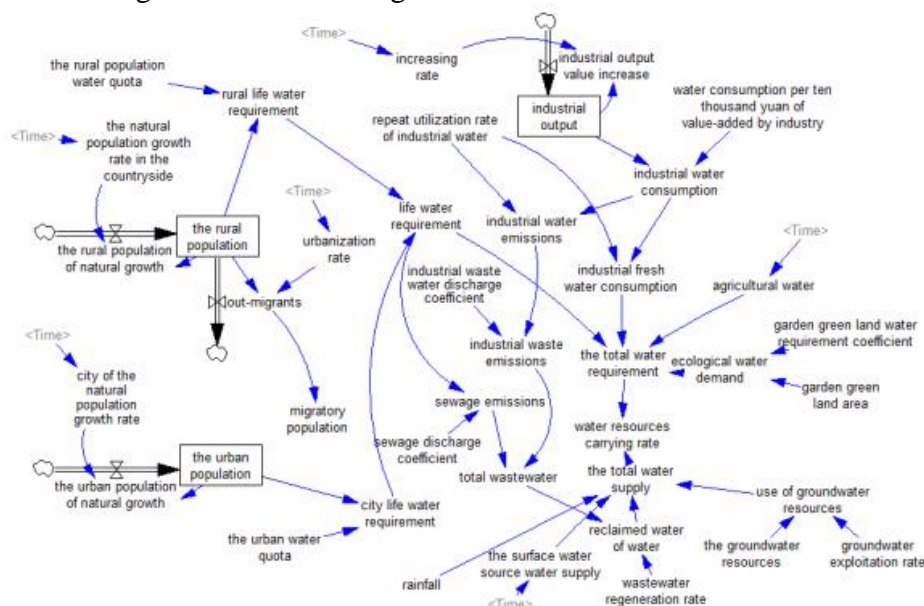 <Time>
increasing
rate
industrial output
value increase
the rural population
water quota
rural life water
requirement
industrial
output
water consumption per ten
thousand yuan of
value-added by industry
repeat utilization rate
of industrial water
<Time>
the natural
population growth
rate in the
countryside
industrial water
consumption
<Time>
life water
requirement
industrial water
emissions
the rural
population
urbanization
rate
<Time>
the rural population
of natural growth
industrial waste
water discharge
coefficient
industrial fresh
water consumption
agricultural water
out-migrants
<Time>
industrial waste
emissions
the total water
requirement
ecological water
demand
garden green land water
requirement coefficient
garden green
land area
city of the
natural
population
growth rate
migratory
population
sewage emissions
water resources
carrying rate
sewage discharge
coefficient
the urban
population
the urban population
of natural growth
total wastewater
the total water
supply
use of groundwater
resources
city life water
requirement
the urban water
quota
reclaimed water
of water
the surface water
source water supply
rainfall
the groundwater
resources
groundwater
exploitation rate
wastewater
regeneration rate
<Time>